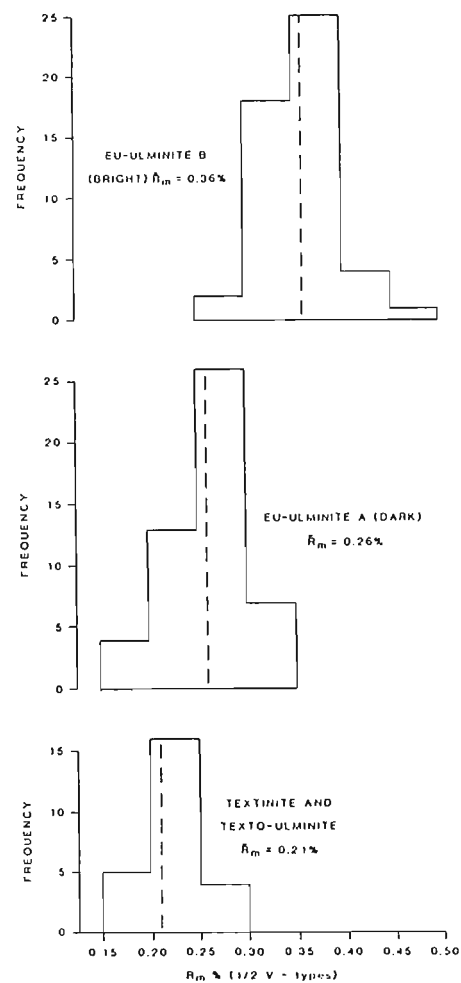 25
20
15
10
5
0
FREQUENCY
EU-ULMINITE B
(BRIGHT) R̄m = 0.36%
25
20
15
10
5
0
FREQUENCY
EU-ULMINITE A (DARK)
R̄m = 0.26%
15
10
5
0
FREQUENCY
TEXTINITE AND
TEXTO-ULMINITE
R̄m = 0.21%
0.15 0.20 0.25 0.30 0.35 0.40 0.45 0.50
Rm % (1/2 V - types)